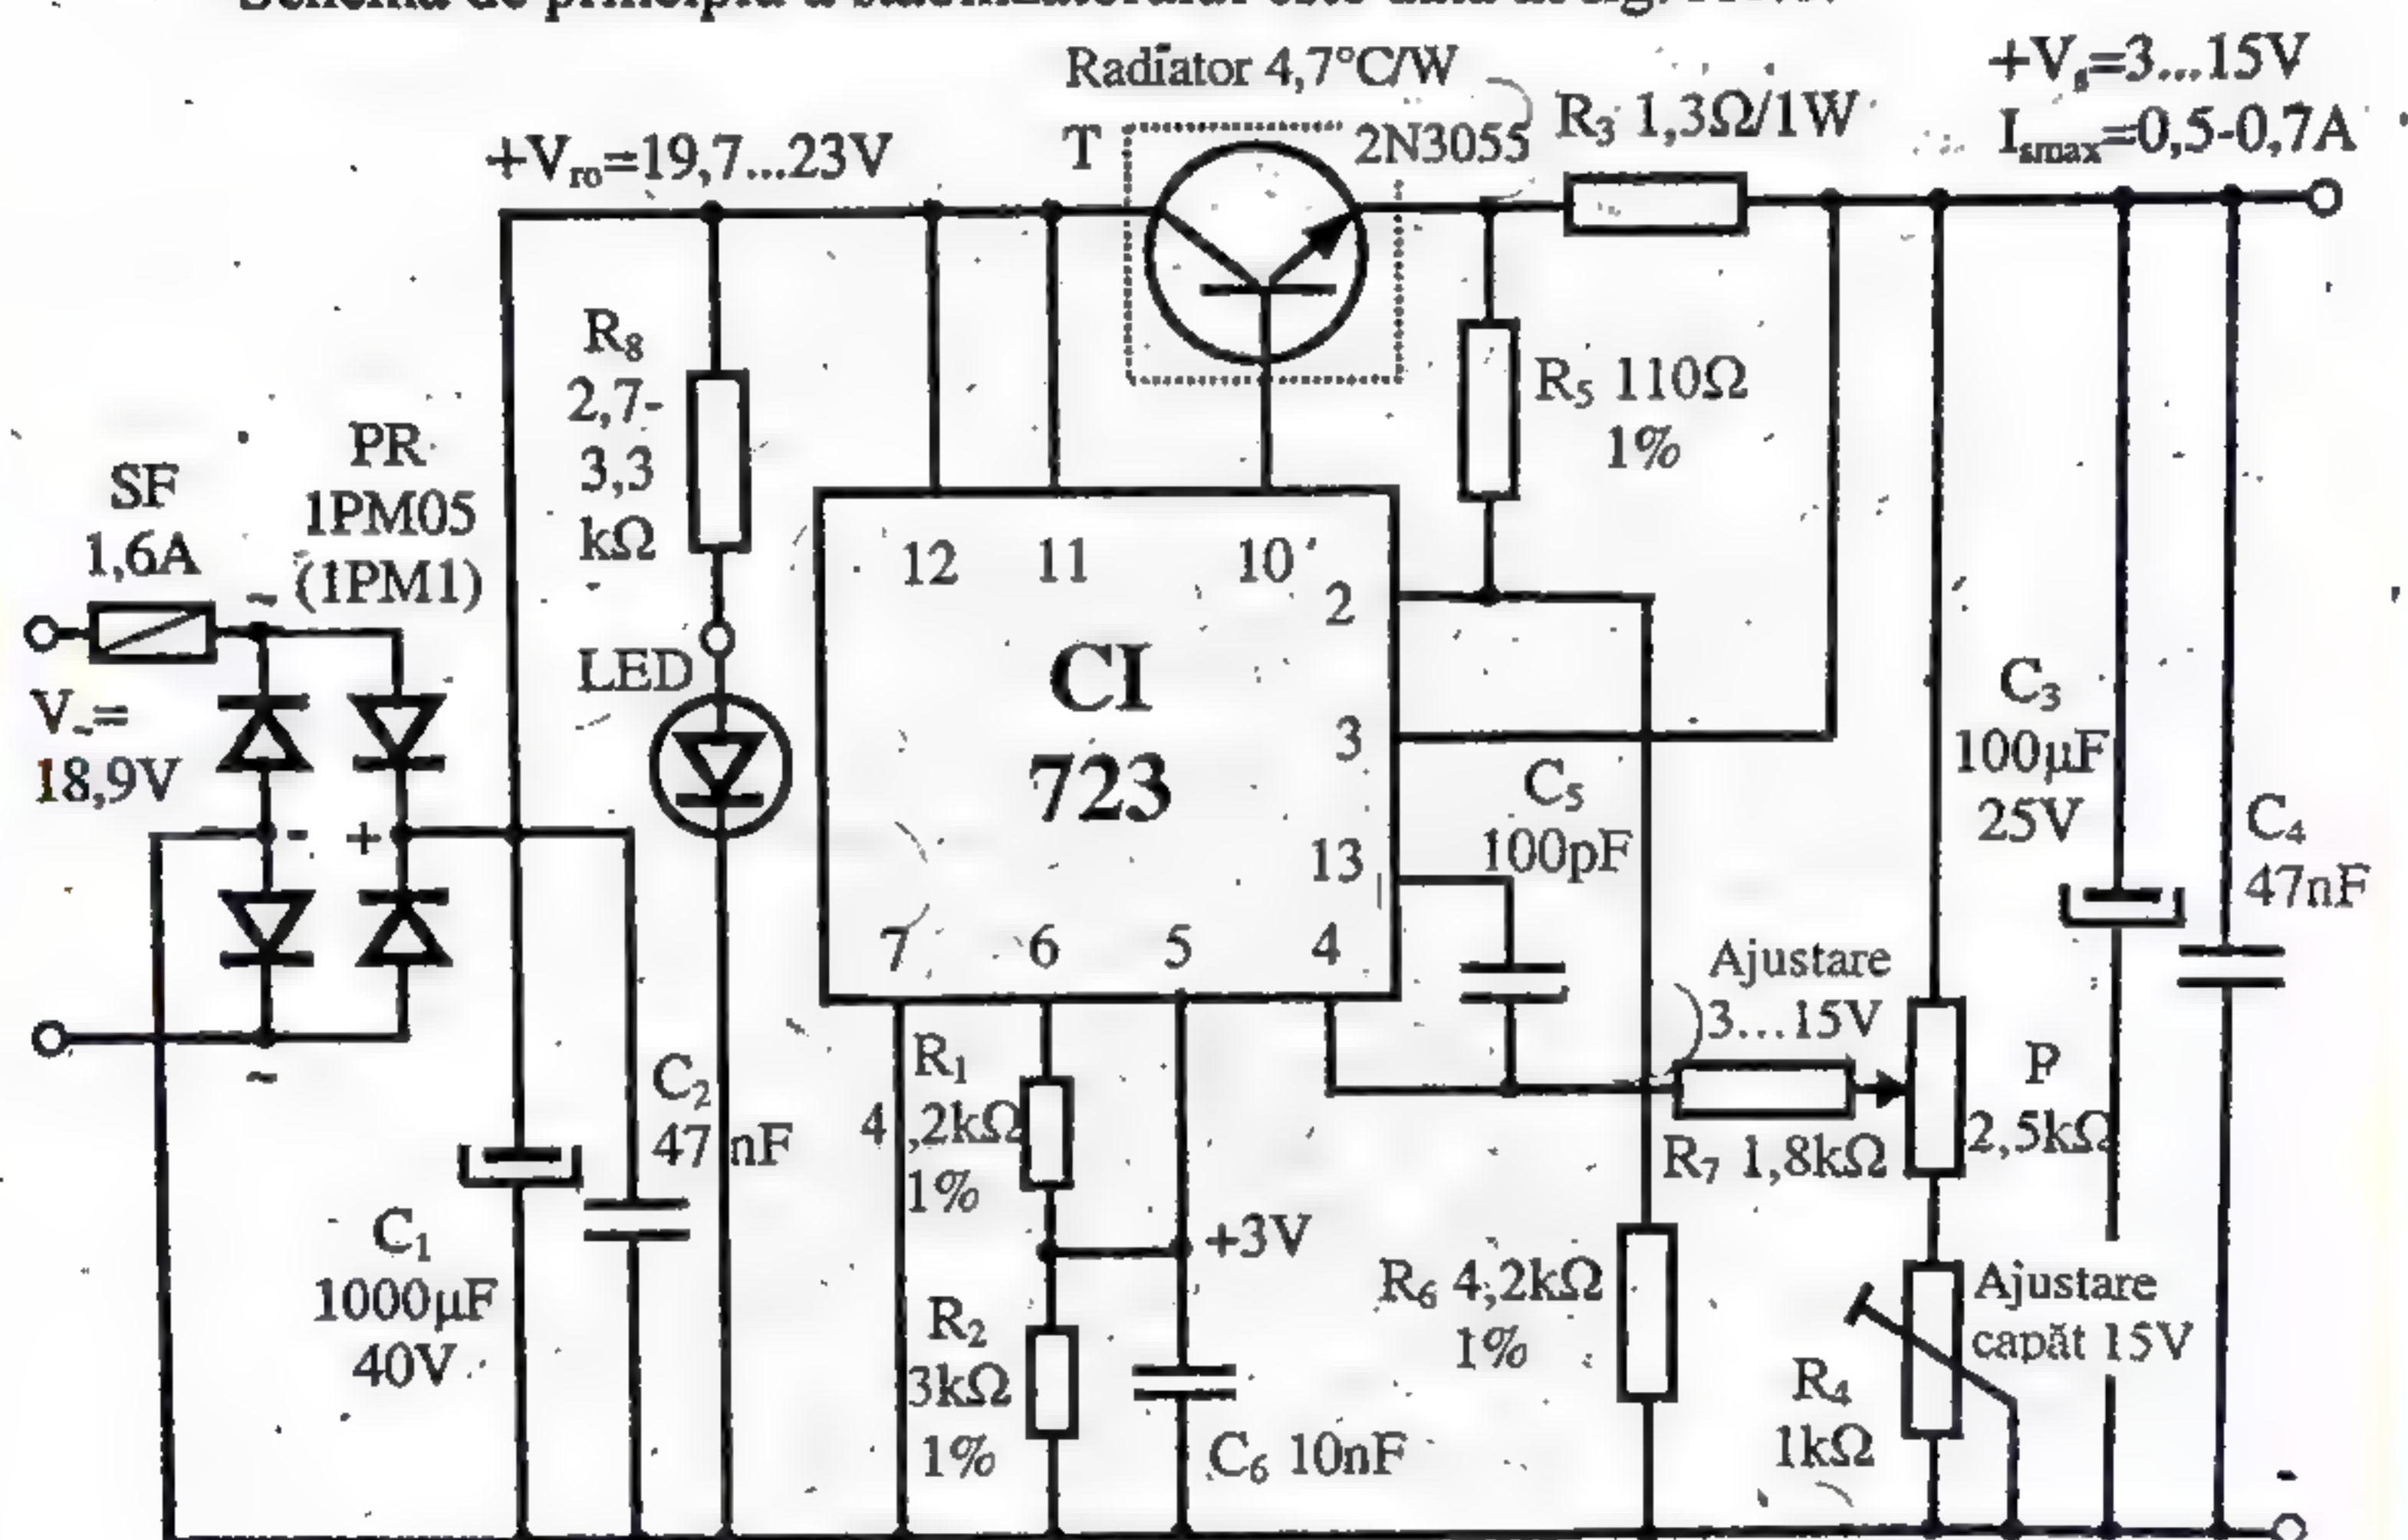 Radiator 4,7°C/W
+Vₛ=3...15V
Iₛₘₐₓ=0,5-0,7A
+Vᵣₒ=19,7...23V
T
2N3055
R₃ 1,3Ω/1W
R₈
2,7-
3,3
kΩ
LED
R₅ 110Ω
1%
SF
1,6A
PR
1PM05
(1PM1)
~
V~=
18,9V
-
+
~
12
11
10
2
3
13
4
5
6
7
CI
723
C₅
100pF
C₃
100µF
25V
C₄
47nF
Ajustare
3...15V
P
2,5kΩ
R₇ 1,8kΩ
C₂
47nF
R₁
4,2kΩ
1%
+3V
C₁
1000µF
40V
R₂
3kΩ
1%
C₆ 10nF
R₆ 4,2kΩ
1%
Ajustare
capăt 15V
R₄
1kΩ
-